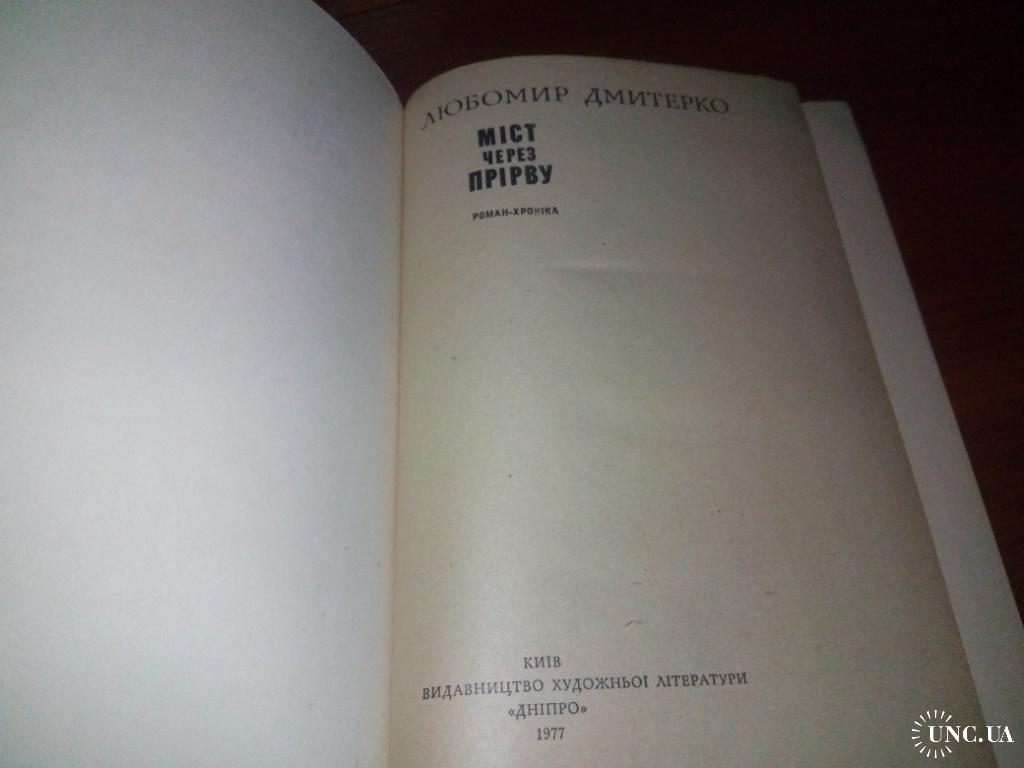 ЛЮБОМИР ДМИТЕРКО
МІСТ
ЧЕРЕЗ
ПРІРВУ
РОМАН-ХРОНІКА
КИЇВ
ВИДАВНИЦТВО ХУДОЖНЬОЇ ЛІТЕРАТУРИ
«ДНІПРО»
1977
UNC.UA